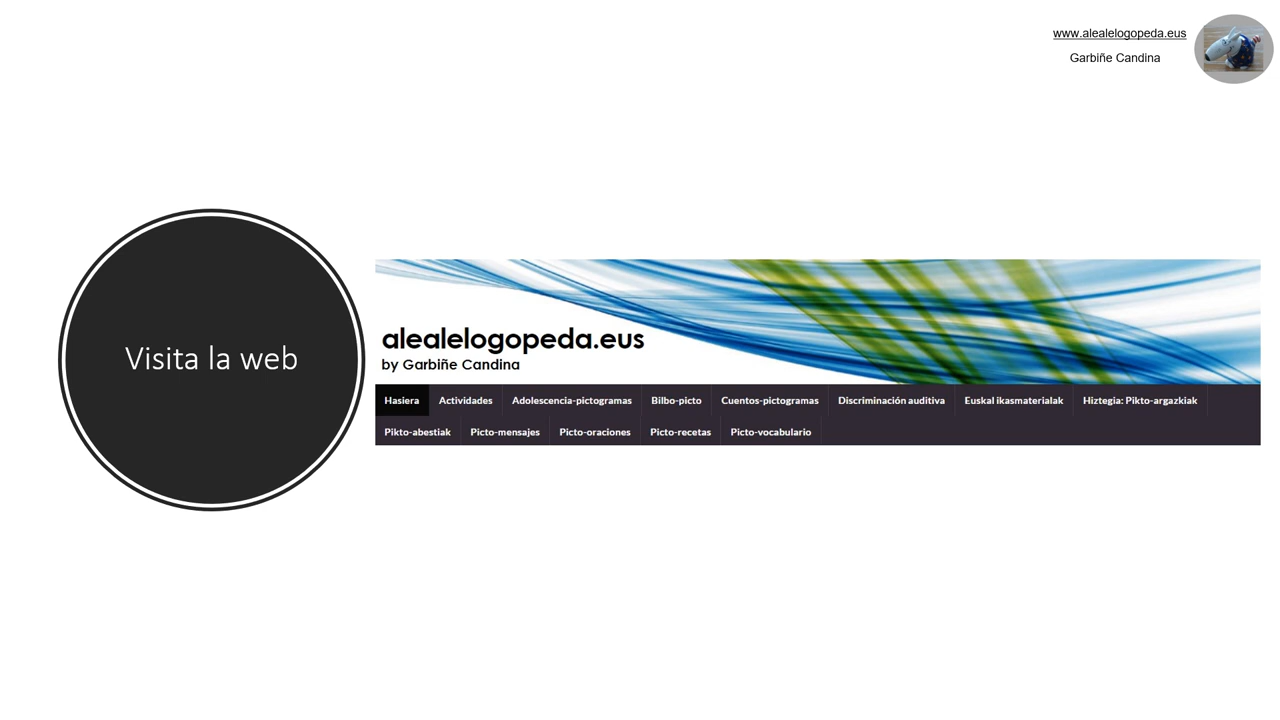 www.alealelogopeda.eus
Garbiñe Candina
Visita la web
alealelogopeda.eus
by Garbiñe Candina
Hasiera Actividades Adolescencia-pictogramas Bilbo-picto Cuentos-pictogramas Discriminación auditiva Euskal ikasmaterialak Hiztegia: Pikto-argazkiak
Pikto-abestiak Picto-mensajes Picto-oraciones Picto-recetas Picto-vocabulario